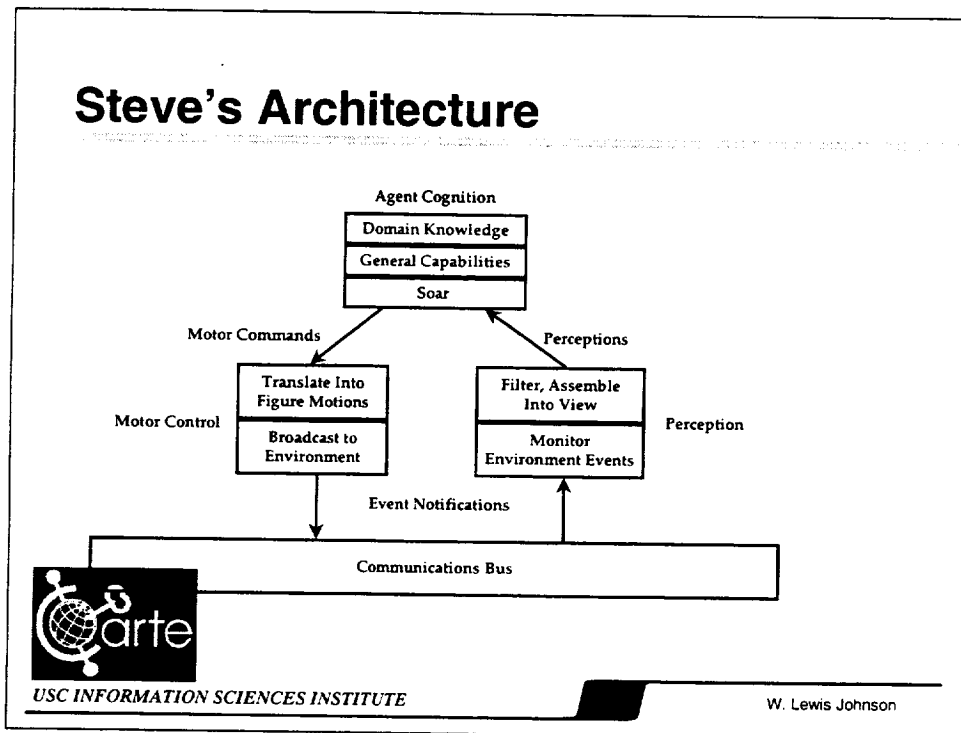 Steve's Architecture
Agent Cognition
Domain Knowledge
General Capabilities
Soar
Motor Commands
Perceptions
Translate Into
Figure Motions
Filter, Assemble
Into View
Motor Control
Broadcast to
Environment
Monitor
Environment Events
Perception
Event Notifications
Communications Bus
Carte
USC INFORMATION SCIENCES INSTITUTE
W. Lewis Johnson